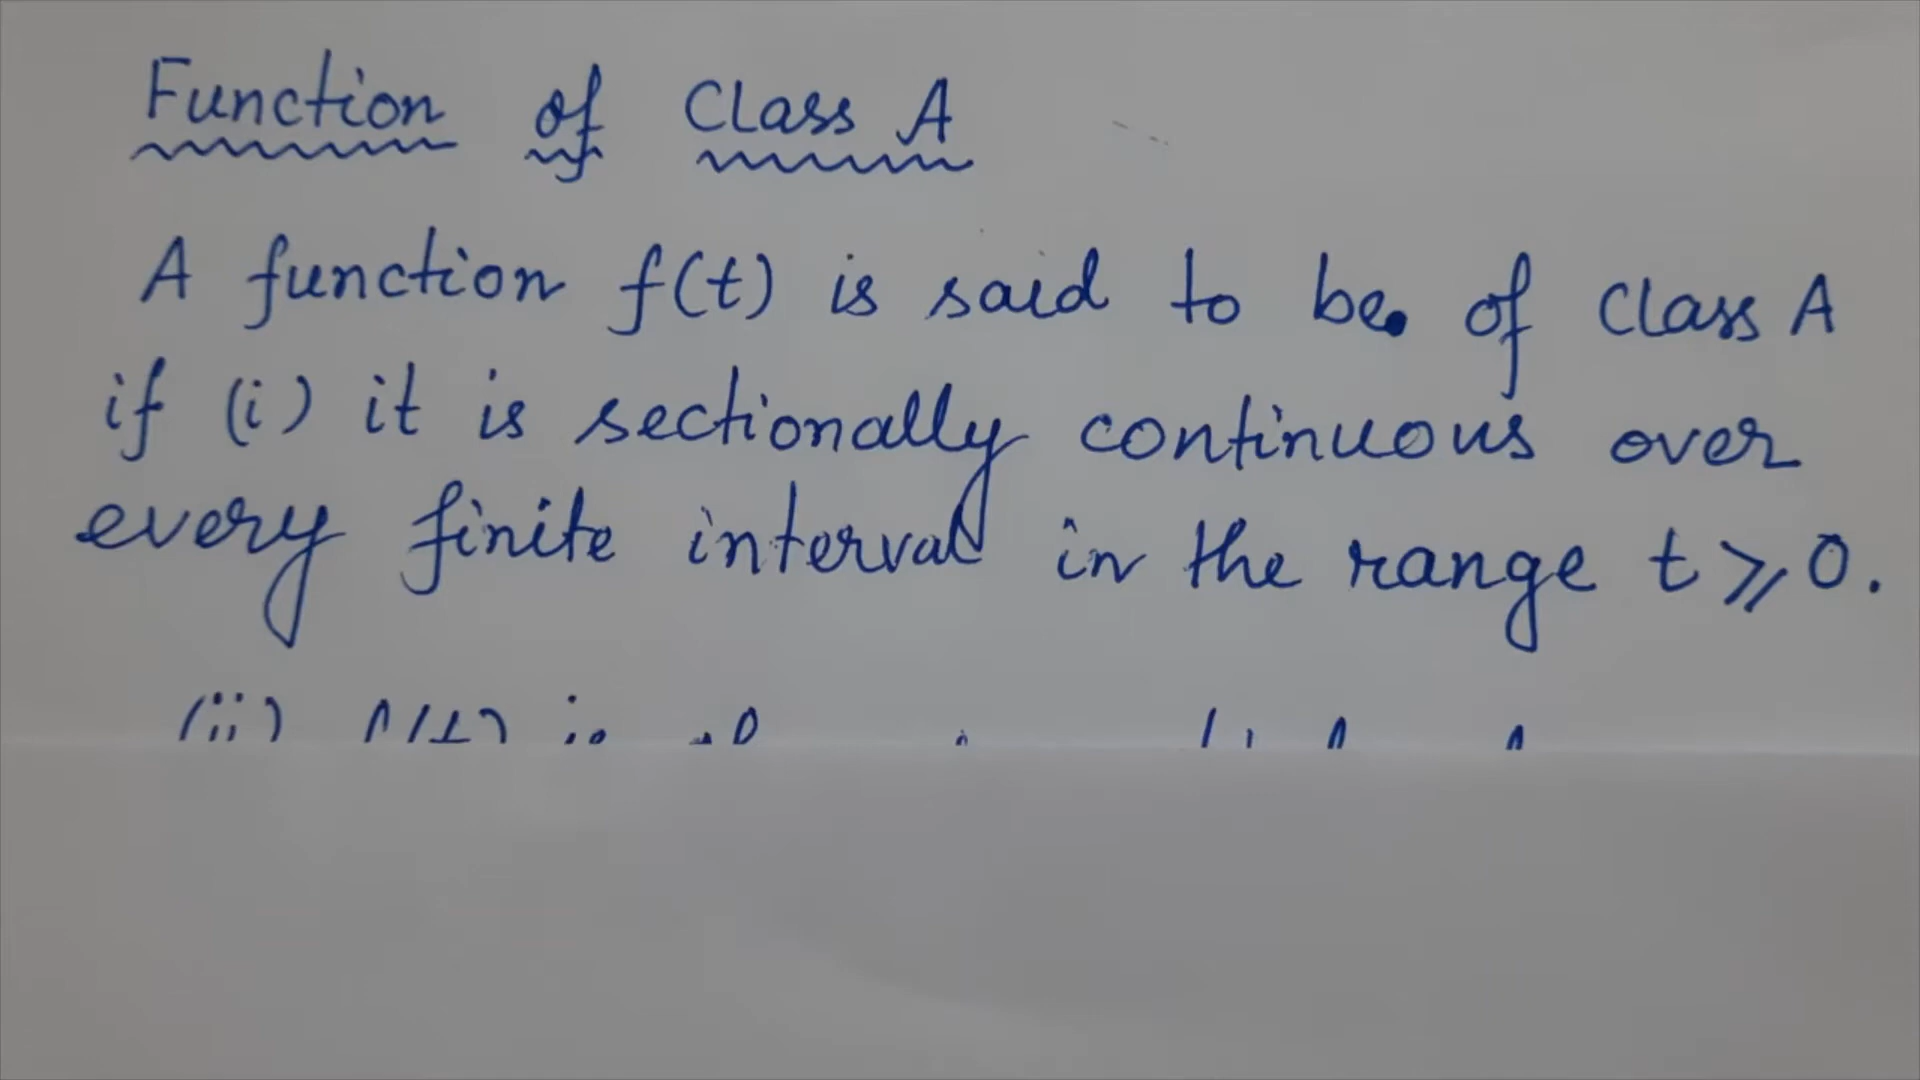 Function of Class A
A function f(t) is said to be of Class A
if (i) it is sectionally continuous over
every finite interval in the range t ⩾ 0.
(ii)